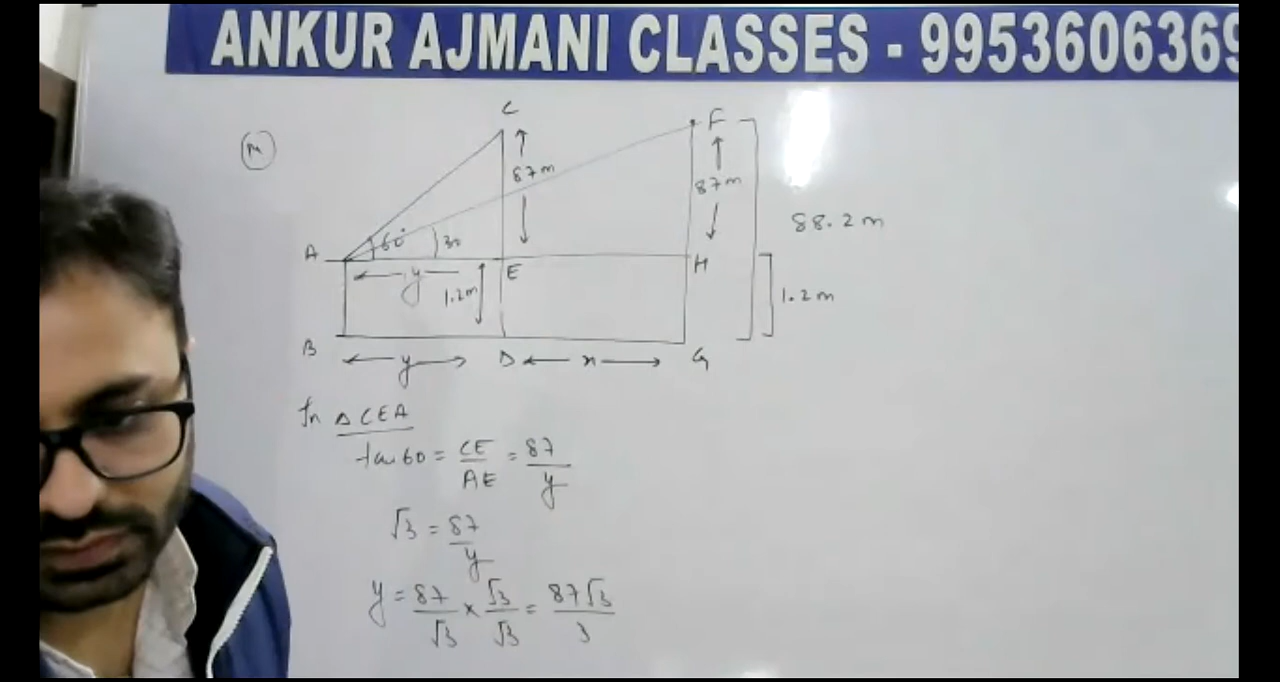 ANKUR AJMANI CLASSES - 9953606369
C
F
87m
87m
88.2m
A
60°
30
y
E
H
1.2m
1.2m
B
y
D
x
G
In △CEA
tan 60 = CE/AE = 87/y
√3 = 87/y
y = 87/√3 × √3/√3 = 87√3/3